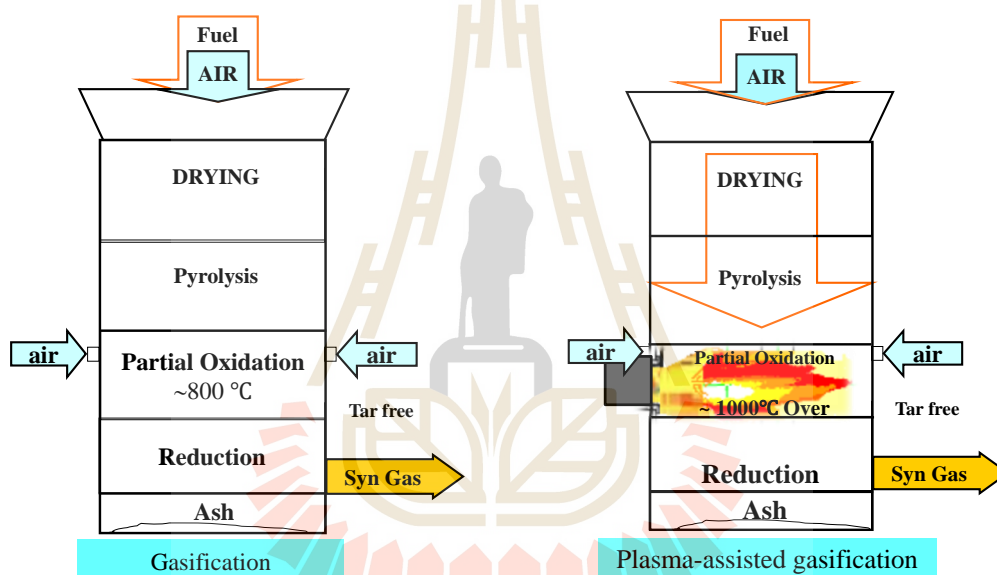 Fuel
AIR
DRYING
Pyrolysis
air
air
Partial Oxidation
~800 ℃
Tar free
Reduction
Syn Gas
Ash
Gasification
Fuel
AIR
DRYING
Pyrolysis
air
air
Partial Oxidation
~ 1000℃ Over
Tar free
Reduction
Syn Gas
Plasma-assisted gasification
Ash